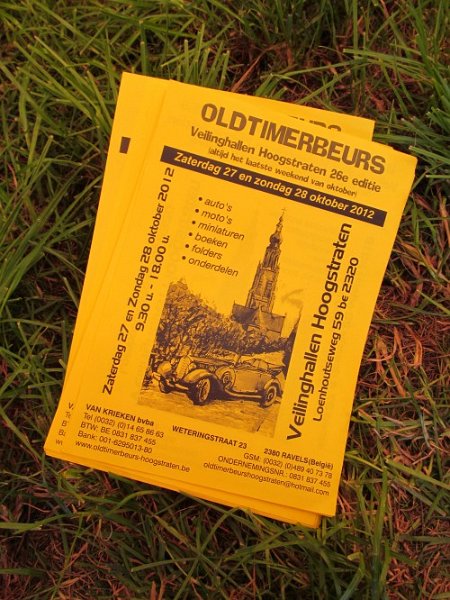 OLDTIMERBEURS
Veilinghallen Hoogstraten 26e editie
(altijd het laatste weekend van oktober)
Zaterdag 27 en zondag 28 oktober 2012
• auto's
• moto's
• miniaturen
• boeken
• folders
• onderdelen
Zaterdag 27 en Zondag 28 oktober 2012
9.30 u. - 18.00 u.
Veilinghallen Hoogstraten
Loenhoutseweg 59 be 2320
VAN KRIEKEN bvba
Tel (0032) (0)14 65 86 63
BTW: BE 0831 837 455
Bank: 001-6295013-80
www.oldtimerbeurs-hoogstraten.be
WETERINGSTRAAT 23
2380 RAVELS(België)
GSM: (0032) (0)489 40 73 78
ONDERNEMINGSNR.: 0831 837 455
oldtimerbeurshoogstraten@hotmail.com